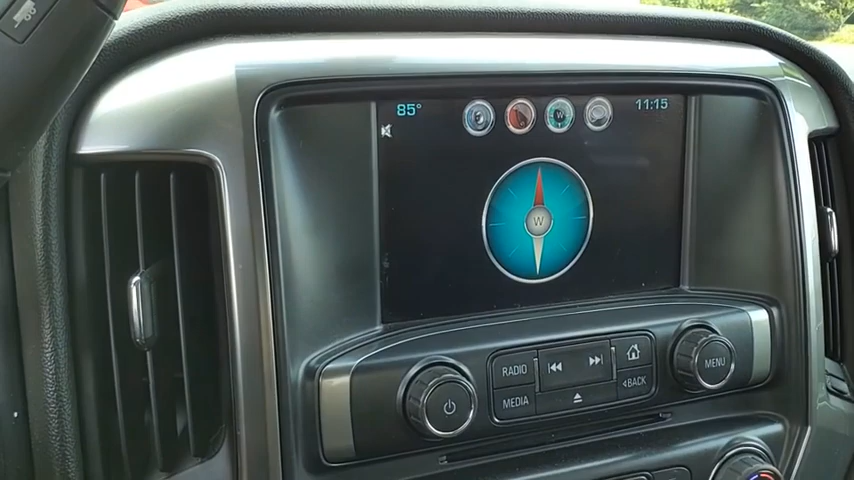 85°
W
11:15
W
RADIO
MENU
MEDIA
<BACK